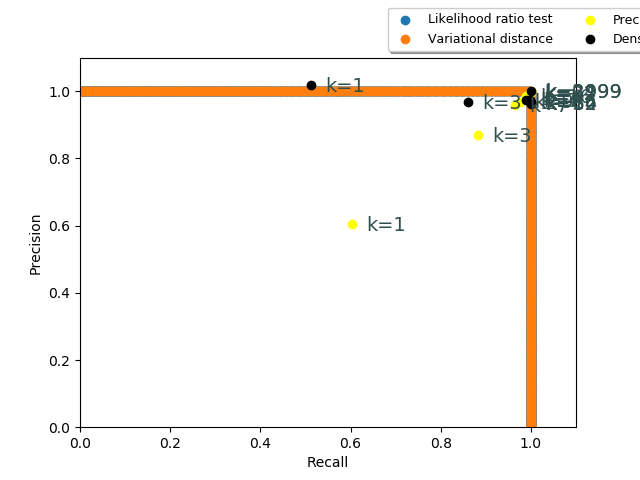 Likelihood ratio test
Variational distance
Prec
Dens
k=1
k=3
k=3
k=1
1.0
0.8
0.6
0.4
0.2
0.0
Precision
0.0 0.2 0.4 0.6 0.8 1.0
Recall